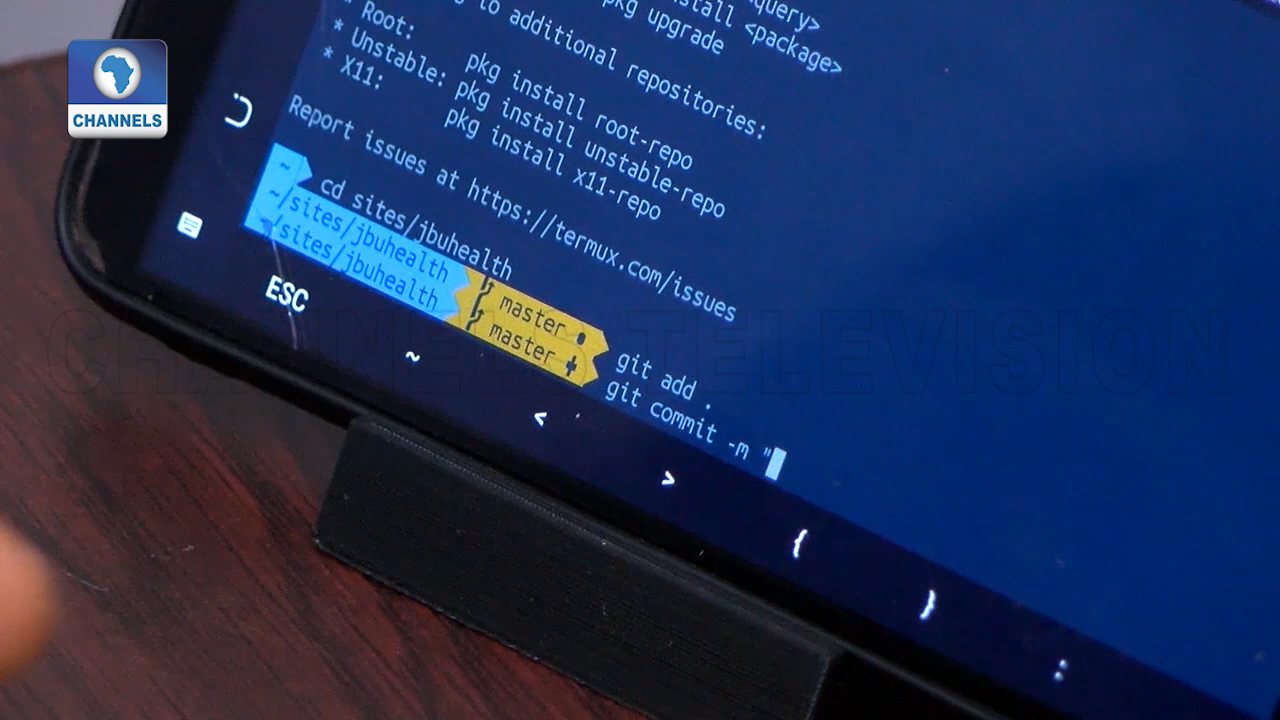 query>
install <package>
pkg upgrade
to additional repositories:
* Root: pkg install root-repo
* Unstable: pkg install unstable-repo
* X11: pkg install x11-repo
Report issues at https://termux.com/issues
~ cd sites/jbuhealth
~/sites/jbuhealth master ● git add .
~/sites/jbuhealth master ✚ git commit -m "
ESC ~ < > { } :
CHANNELS
CHANNELS TELEVISION